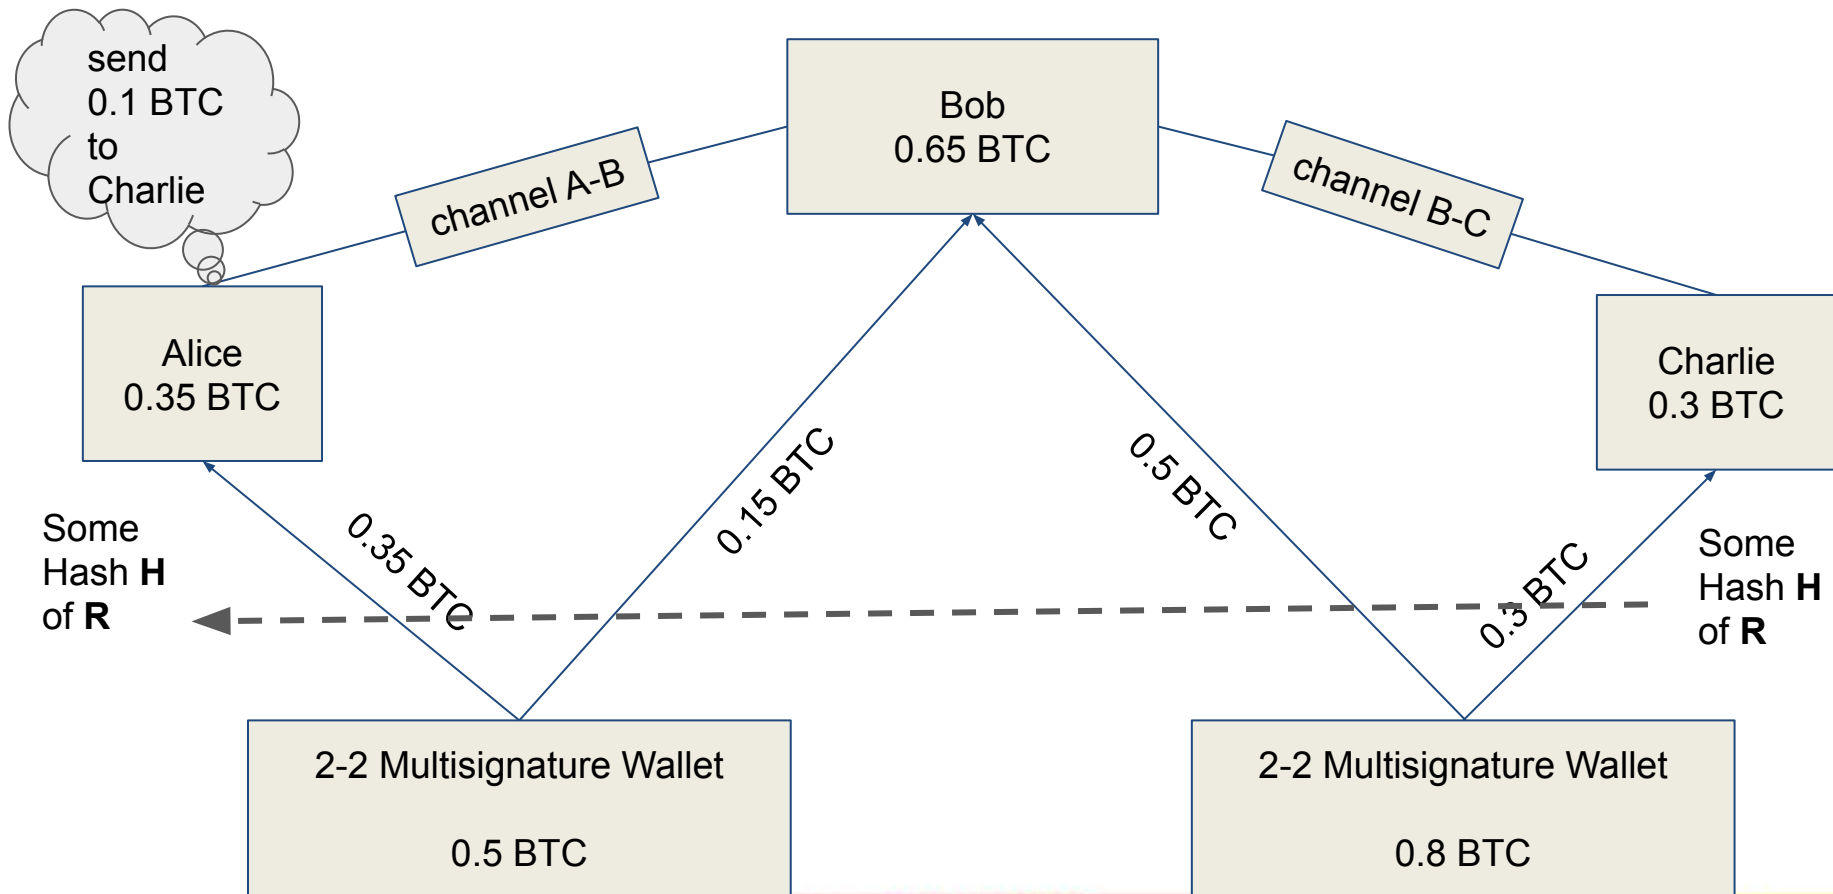 send
0.1 BTC
to
Charlie
Bob
0.65 BTC
channel A-B
channel B-C
Alice
0.35 BTC
Charlie
0.3 BTC
0.35 BTC
0.15 BTC
0.5 BTC
0.3 BTC
Some
Hash H
of R
Some
Hash H
of R
2-2 Multisignature Wallet
0.5 BTC
2-2 Multisignature Wallet
0.8 BTC